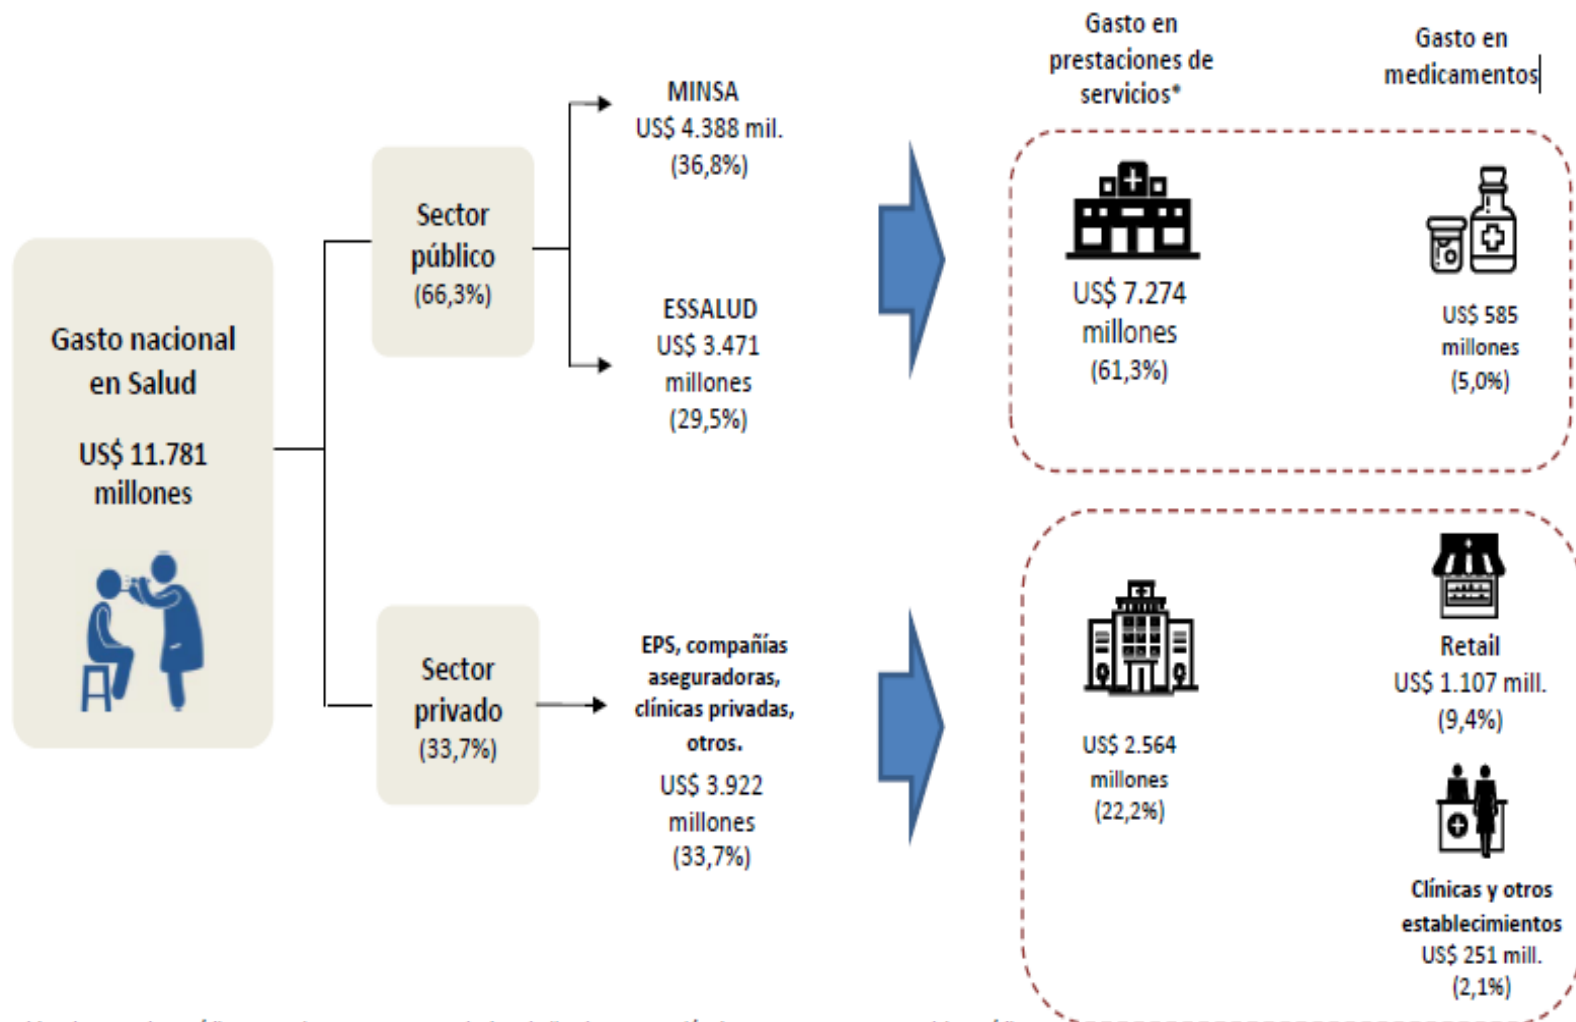 Gasto nacional
en Salud
US$ 11.781
millones
Sector
público
(66,3%)
MINSA
US$ 4.388 mil.
(36,8%)
ESSALUD
US$ 3.471
millones
(29,5%)
Sector
privado
(33,7%)
EPS, compañías
aseguradoras,
clínicas privadas,
otros.
US$ 3.922
millones
(33,7%)
Gasto en
prestaciones de
servicios*
Gasto en
medicamentos
US$ 7.274
millones
(61,3%)
US$ 585
millones
(5,0%)
US$ 2.564
millones
(22,2%)
Retail
US$ 1.107 mill.
(9,4%)
Clínicas y otros
establecimientos
US$ 251 mill.
(2,1%)